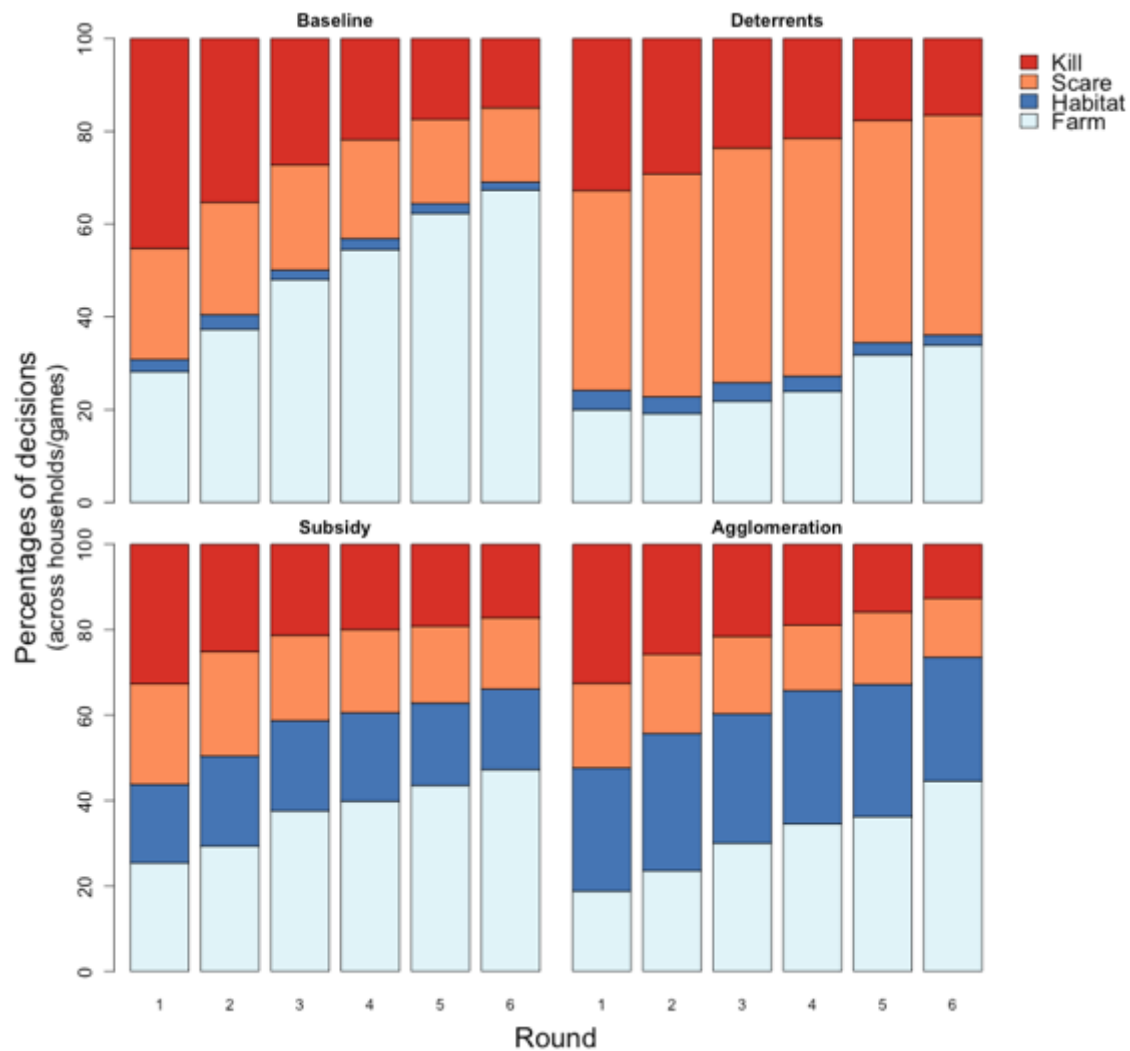 Baseline
Deterrents
Kill
Scare
Habitat
Farm
100
80
60
40
20
0
Subsidy
Agglomeration
100
80
60
40
20
0
Percentages of decisions
(across households/games)
1 2 3 4 5 6
1 2 3 4 5 6
Round